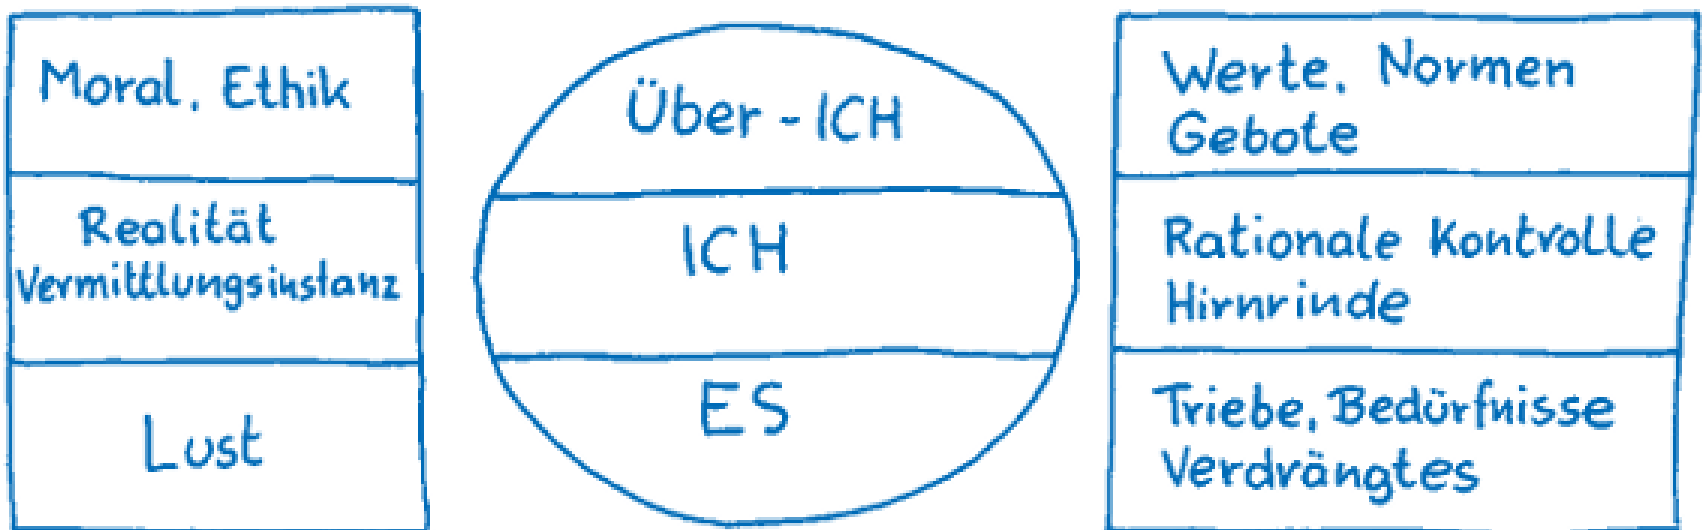 Moral, Ethik
Realität
Vermittlungsinstanz
Lust
Über - ICH
ICH
ES
Werte, Normen
Gebote
Rationale Kontrolle
Hirnrinde
Triebe, Bedürfnisse
Verdrängtes